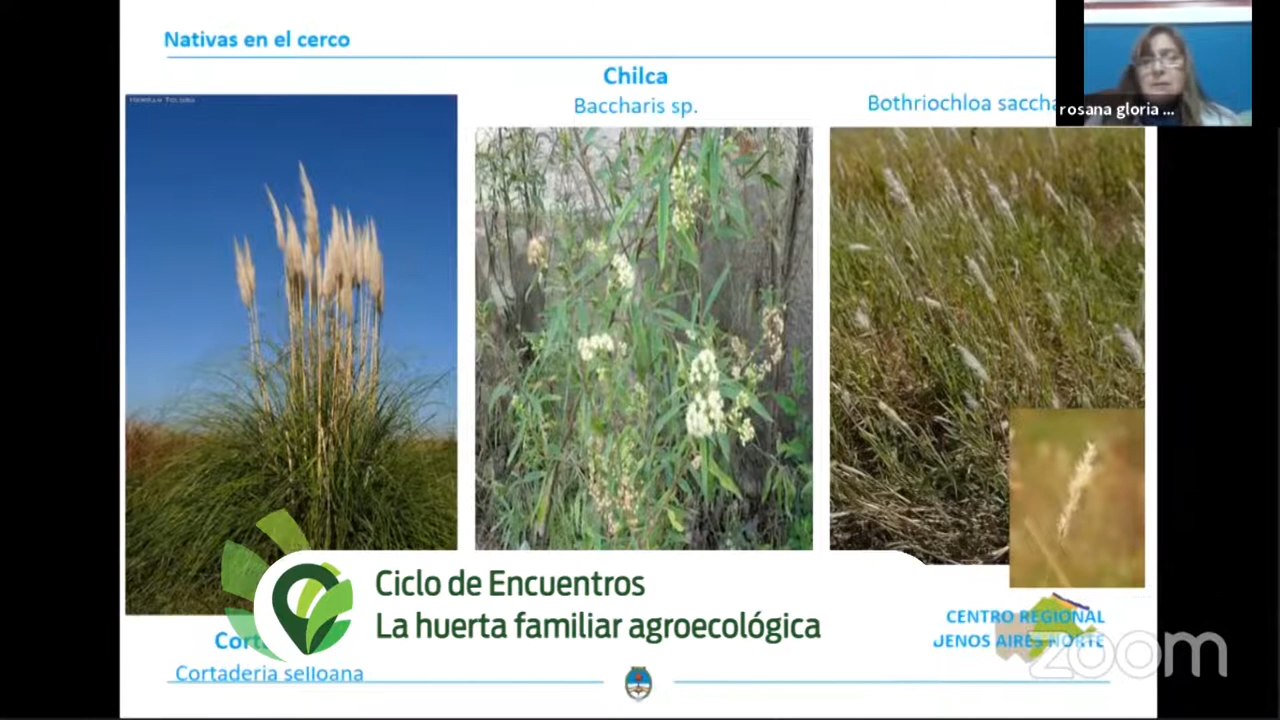 Nativas en el cerco
Chilca
Baccharis sp.
Bothriochloa saccha
rosana gloria ...
Ciclo de Encuentros
La huerta familiar agroecológica
Cort
Cortaderia selloana
CENTRO REGIONAL
JENOS AIRES NORTE
zoom